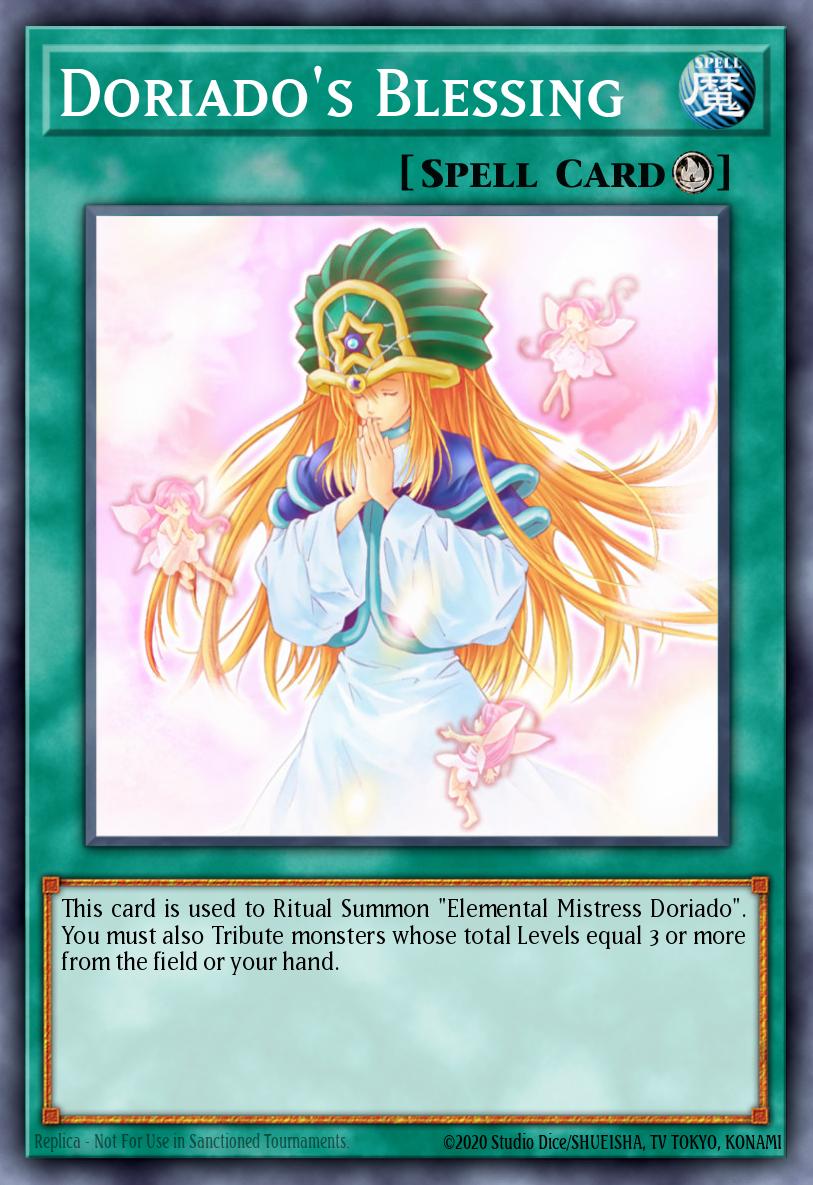 Doriado's Blessing
SPELL
魔
[Spell Card]
This card is used to Ritual Summon "Elemental Mistress Doriado".
You must also Tribute monsters whose total Levels equal 3 or more
from the field or your hand.
Replica - Not For Use in Sanctioned Tournaments.
©2020 Studio Dice/SHUEISHA, TV TOKYO, KONAMI